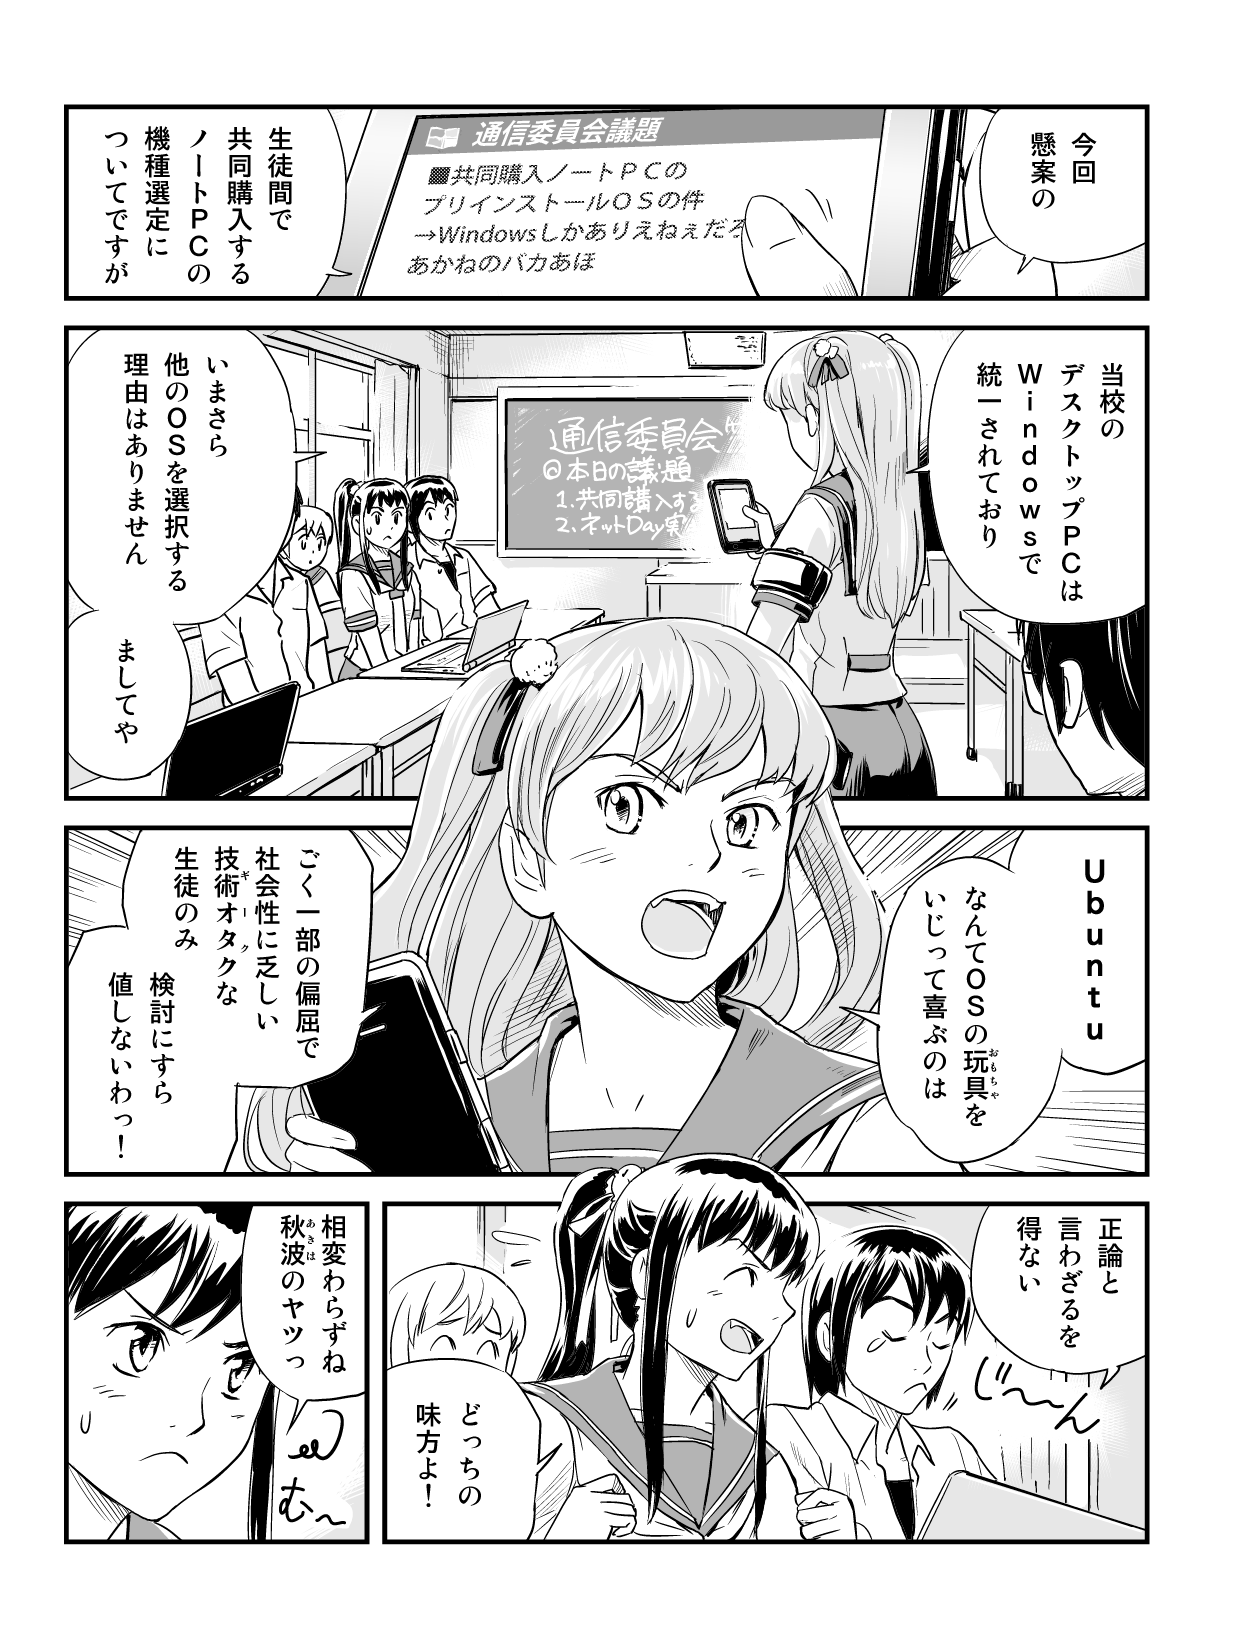 今回
懸案の
通信委員会議題
■共同購入ノートPCの
プリインストールOSの件
→Windowsしかありえねぇだろ
あかねのバカあほ
生徒間で
共同購入する
ノートPCの
機種選定に
ついてですが
当校の
デスクトップPCは
Windowsで
統一されており
通信委員会
◎本日の議題
1.共同購入する
2.ネットDay実
いまさら
他のOSを選択する
理由はありません
ましてや
Ubuntu
なんてOSの玩具を
おもちゃ
いじって喜ぶのは
ごく一部の偏屈で
社会性に乏しい
技術オタクな
ギーク
生徒のみ
検討にすら
値しないわっ！
正論と
言わざるを
得ない
じ〜〜ん
どっちの
味方よ！
相変わらずね
秋波のヤツっ
あきは
む〜